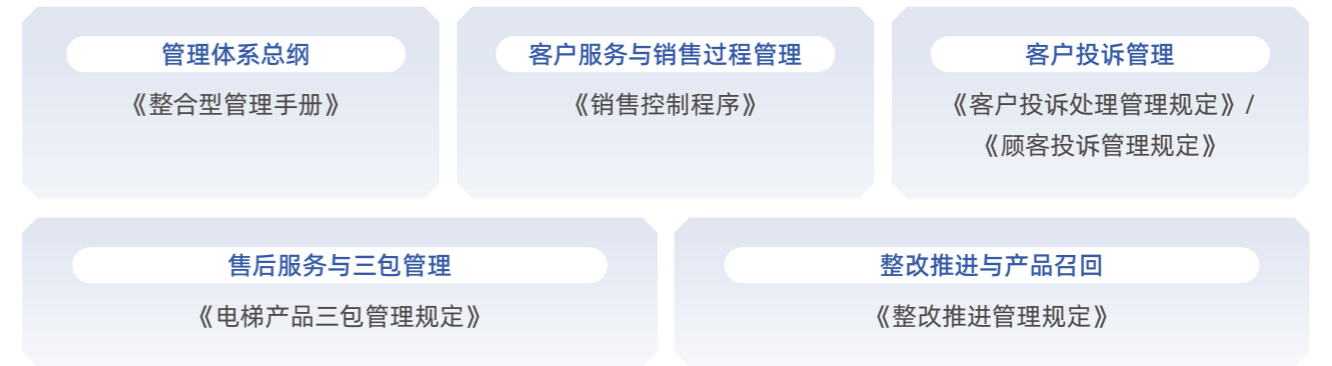 管理体系总纲
《整合型管理手册》
客户服务与销售过程管理
《销售控制程序》
客户投诉管理
《客户投诉处理管理规定》/
《顾客投诉管理规定》
售后服务与三包管理
《电梯产品三包管理规定》
整改推进与产品召回
《整改推进管理规定》